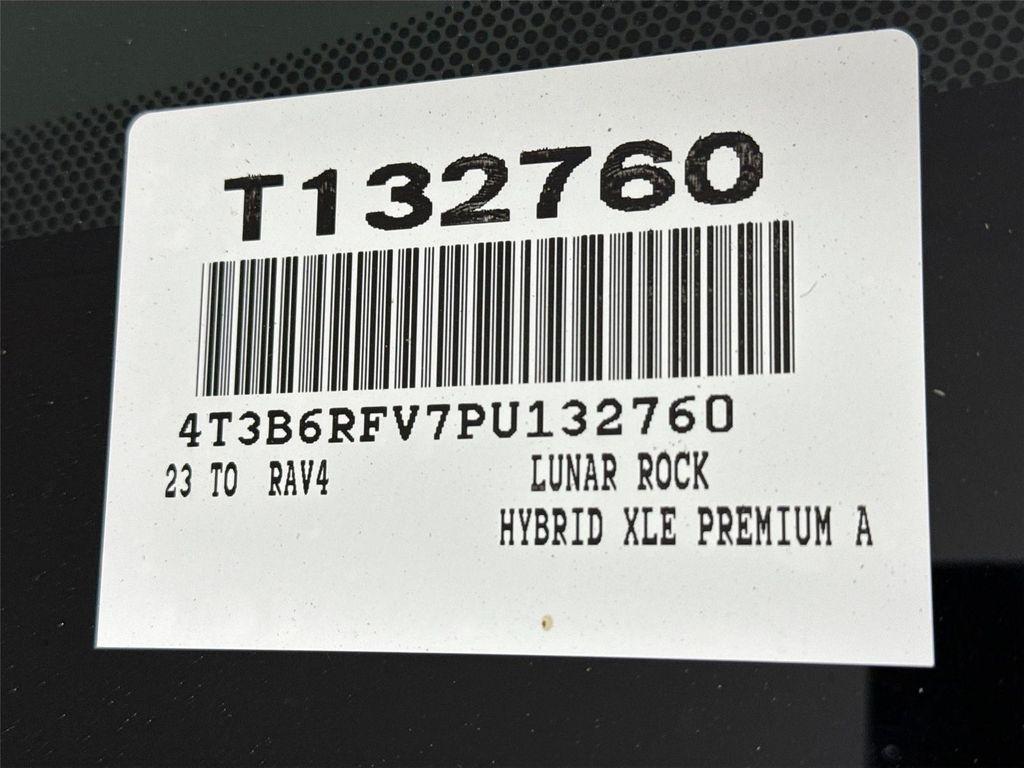 T132760
4T3B6RFV7PU132760
23 TO RAV4 LUNAR ROCK
HYBRID XLE PREMIUM A